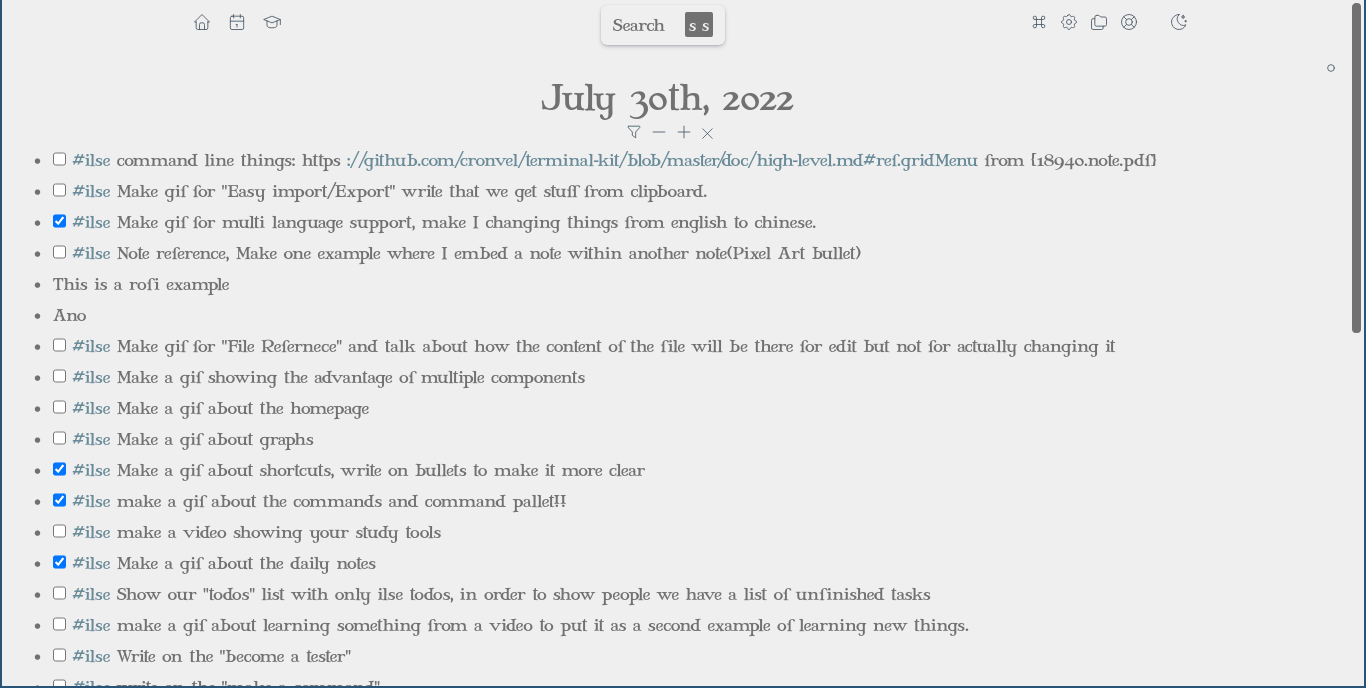 Search s s
July 30th, 2022
#ilse command line things: https ://github.com/cronvel/terminal-kit/blob/master/doc/high-level.md#ref.gridMenu from [18940.note.pdf]
#ilse Make gif for "Easy import/Export" write that we get stuff from clipboard.
#ilse Make gif for multi language support, make I changing things from english to chinese.
#ilse Note reference, Make one example where I embed a note within another note(Pixel Art bullet)
This is a rofi example
Ano
#ilse Make gif for "File Refernece" and talk about how the content of the file will be there for edit but not for actually changing it
#ilse Make a gif showing the advantage of multiple components
#ilse Make a gif about the homepage
#ilse Make a gif about graphs
#ilse Make a gif about shortcuts, write on bullets to make it more clear
#ilse make a gif about the commands and command pallet!!
#ilse make a video showing your study tools
#ilse Make a gif about the daily notes
#ilse Show our "todos" list with only ilse todos, in order to show people we have a list of unfinished tasks
#ilse make a gif about learning something from a video to put it as a second example of learning new things.
#ilse Write on the "become a tester"
#ilse write on the "make a command"